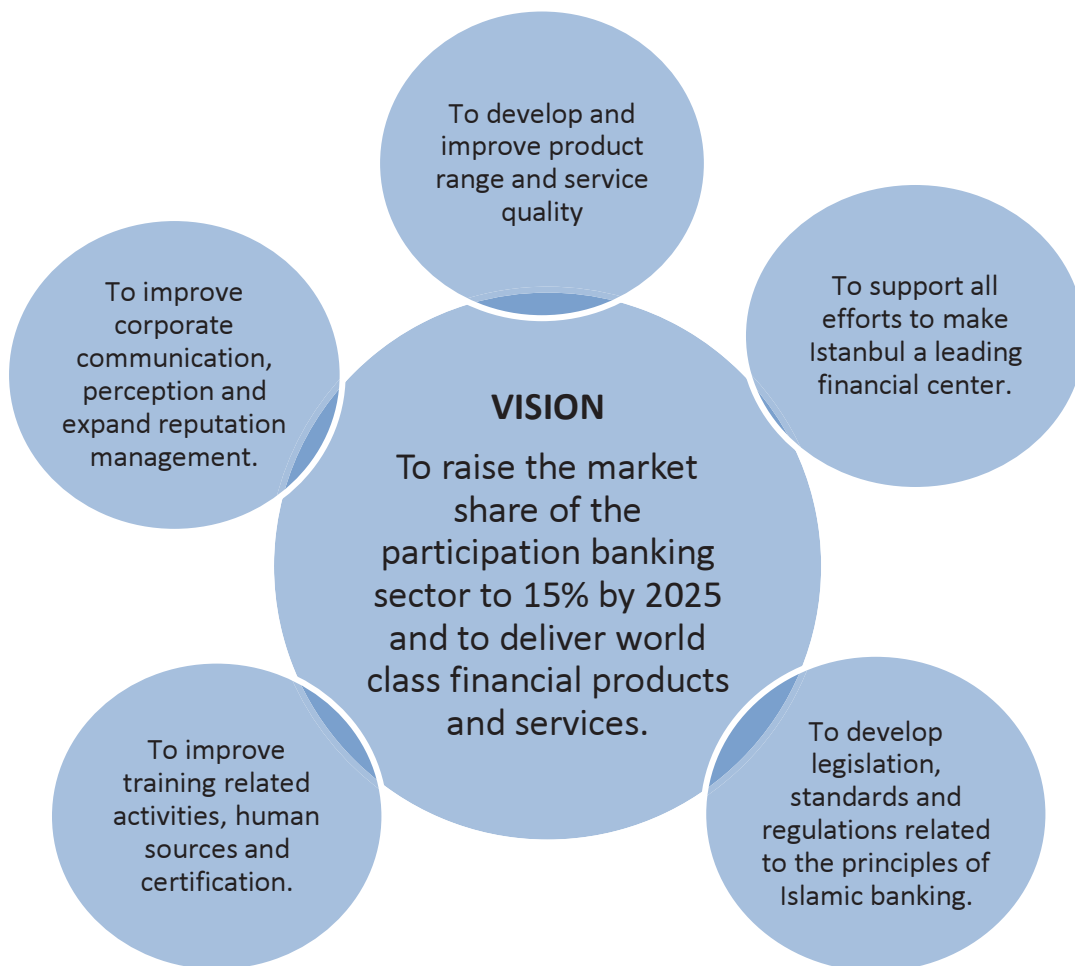 To develop and
improve product
range and service
quality
To support all
efforts to make
Istanbul a leading
financial center.
To improve
corporate
communication,
perception and
expand reputation
management.
VISION
To raise the market
share of the
participation banking
sector to 15% by 2025
and to deliver world
class financial products
and services.
To improve
training related
activities, human
sources and
certification.
To develop
legislation,
standards and
regulations related
to the principles of
Islamic banking.